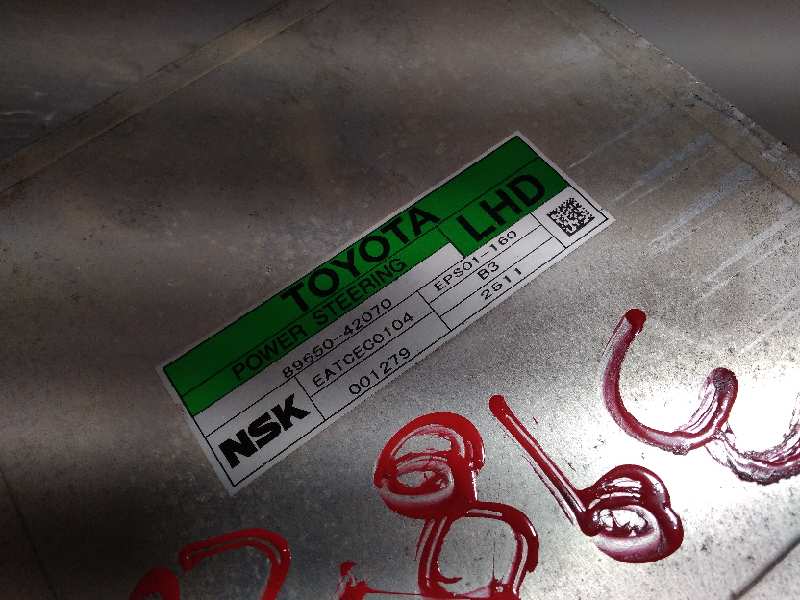 TOYOTA LHD
POWER STEERING
89650-42070 EPS01-160
EATCEC0104 B3
001279 2511
NSK